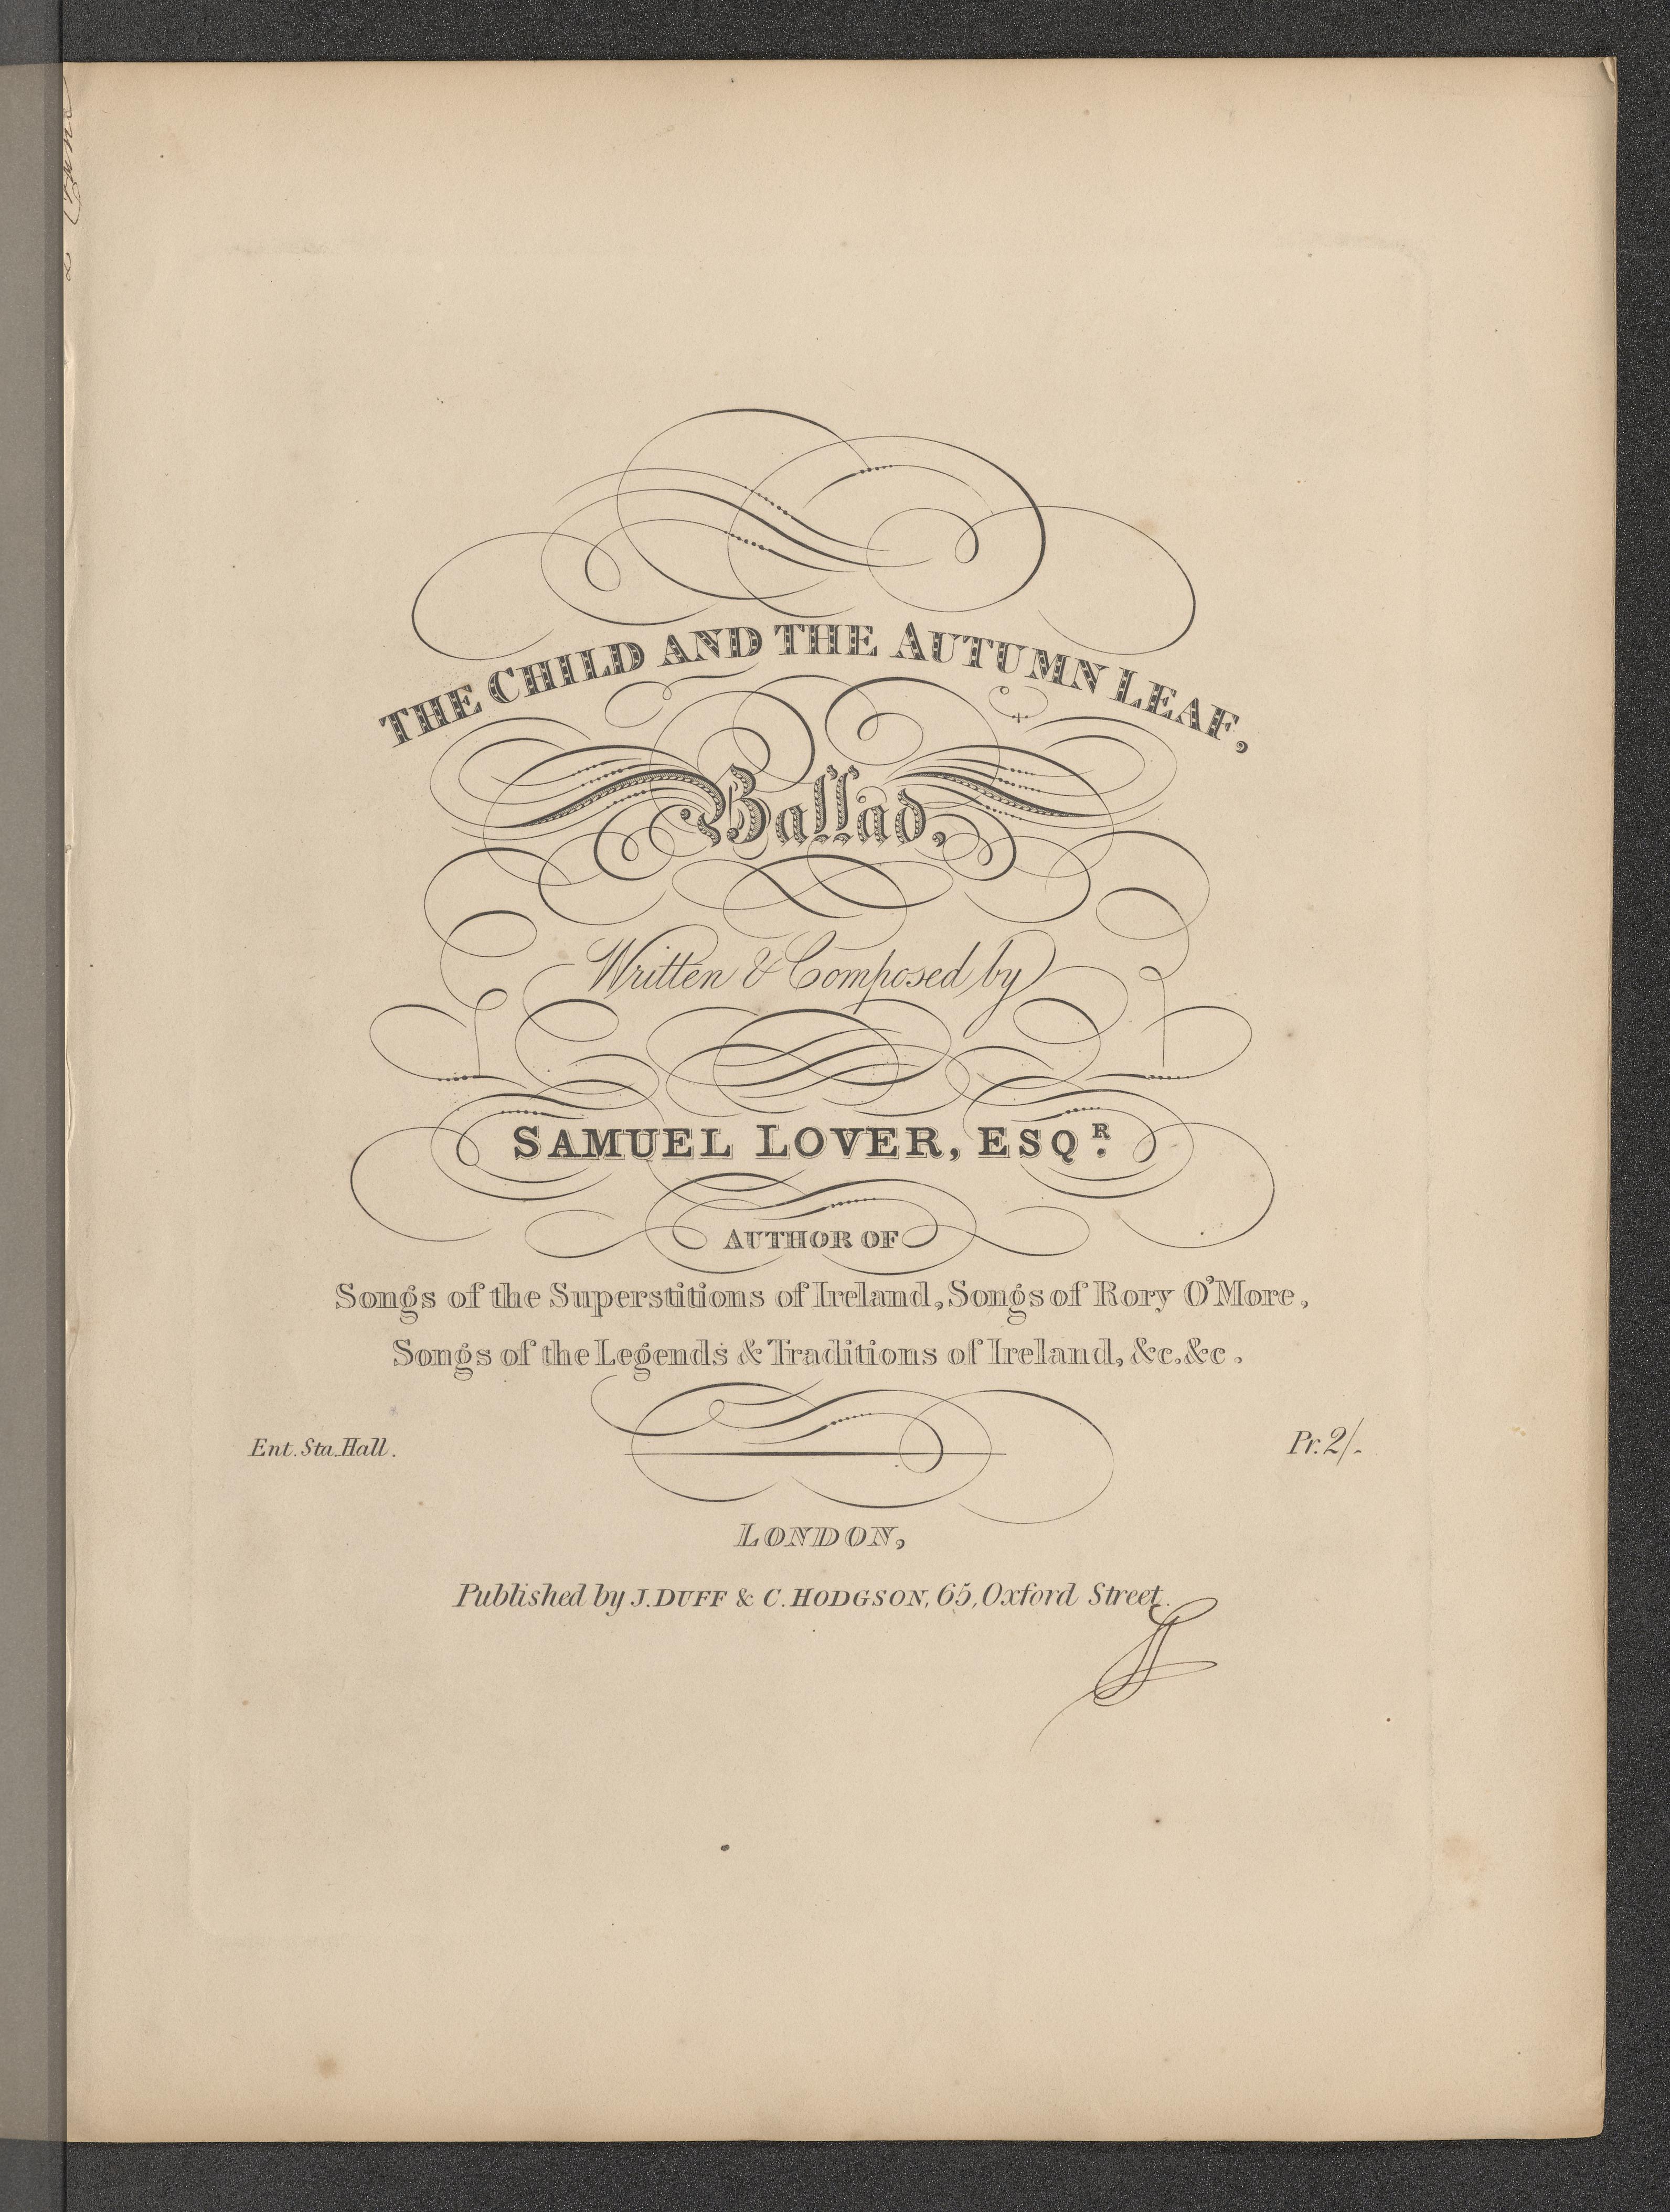 THE CHILD AND THE AUTUMN LEAF,
Ballad,
Written & Composed by
SAMUEL LOVER, ESQR.
AUTHOR OF
Songs of the Superstitions of Ireland, Songs of Rory O'More,
Songs of the Legends & Traditions of Ireland, &c. &c.
Ent. Sta. Hall.
Pr. 2/-
LONDON,
Published by J. DUFF & C. HODGSON, 65, Oxford Street.